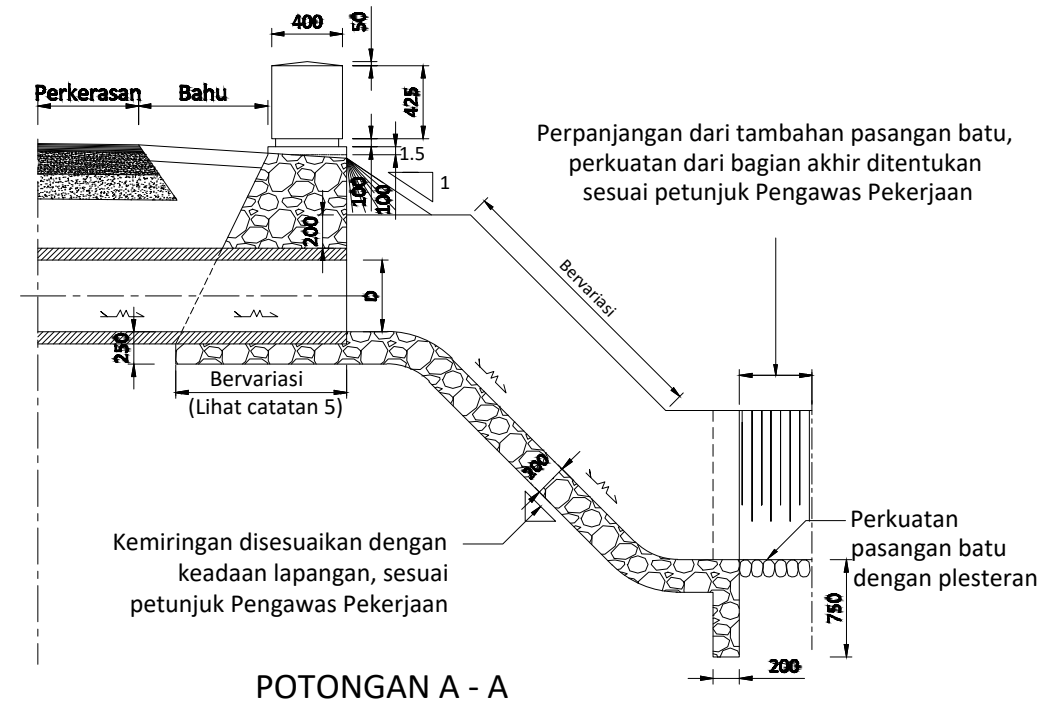 400
50
425
Perkerasan
Bahu
1.5
1
100
100
200
D
250
Bervariasi
(Lihat catatan 5)
Perpanjangan dari tambahan pasangan batu,
perkuatan dari bagian akhir ditentukan
sesuai petunjuk Pengawas Pekerjaan
Bervariasi
200
Kemiringan disesuaikan dengan
keadaan lapangan, sesuai
petunjuk Pengawas Pekerjaan
Perkuatan
pasangan batu
dengan plesteran
750
200
POTONGAN A - A